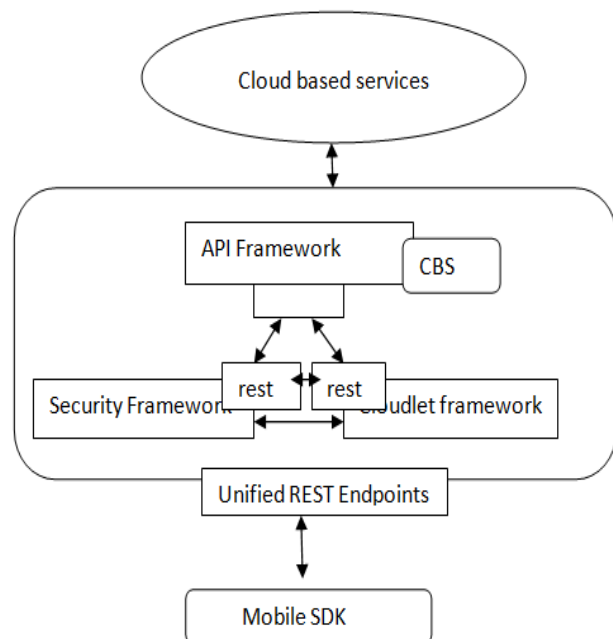 Cloud based services
API Framework
CBS
rest
rest
Security Framework
Cloudlet framework
Unified REST Endpoints
Mobile SDK